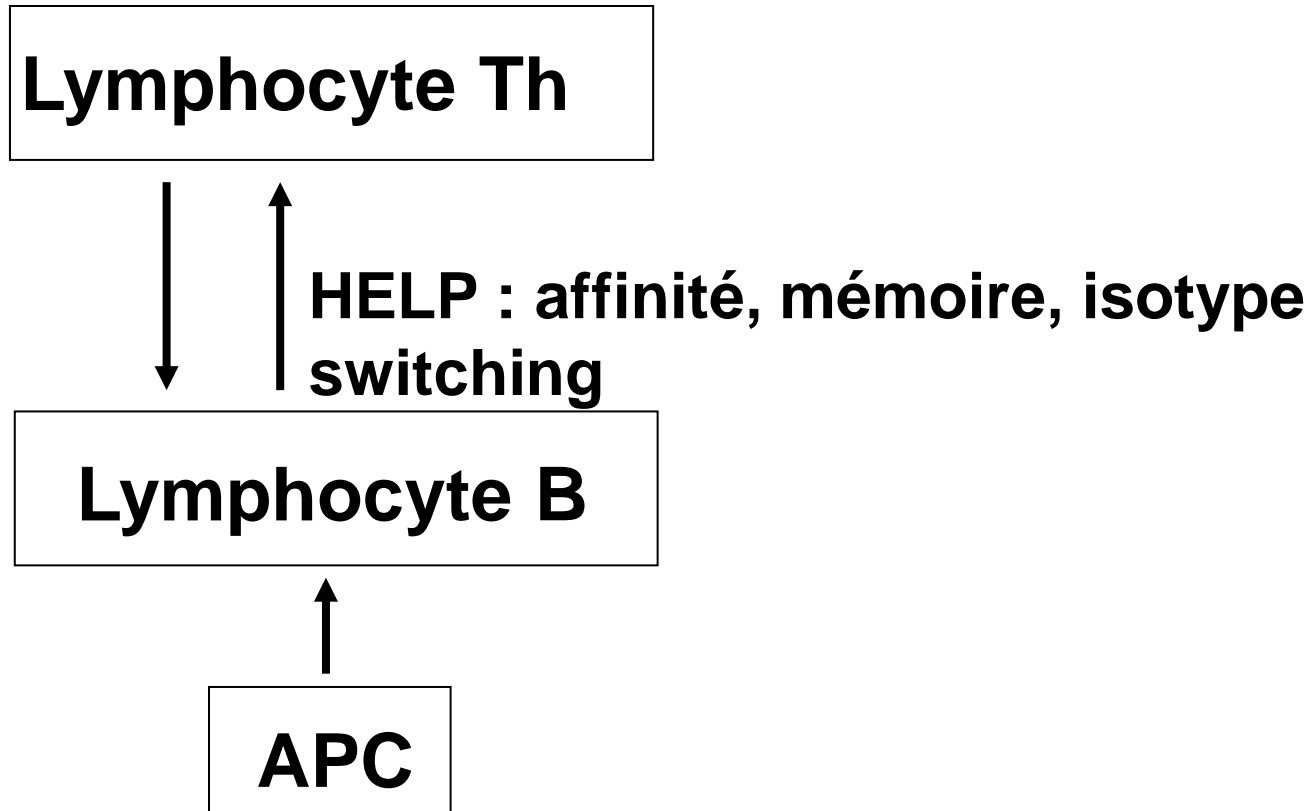 Lymphocyte Th
HELP : affinité, mémoire, isotype
switching
Lymphocyte B
APC